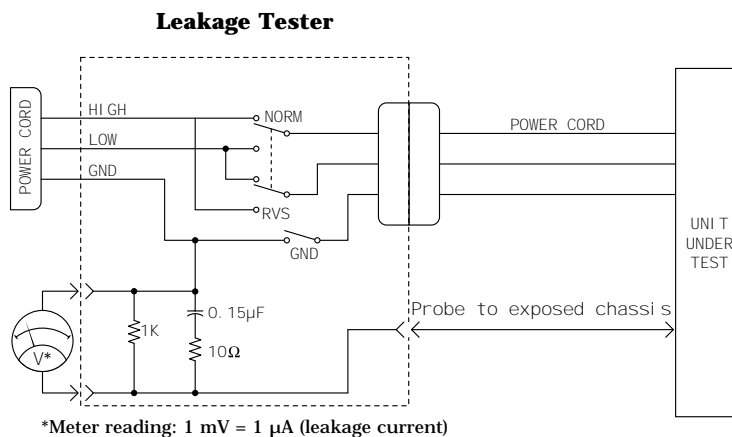 Leakage Tester
POWER CORD
HIGH
LOW
GND
NORM
RVS
GND
POWER CORD
UNIT
UNDER
TEST
Probe to exposed chassis
1K
0.15µF
10Ω
V*
*Meter reading: 1 mV = 1 µA (leakage current)